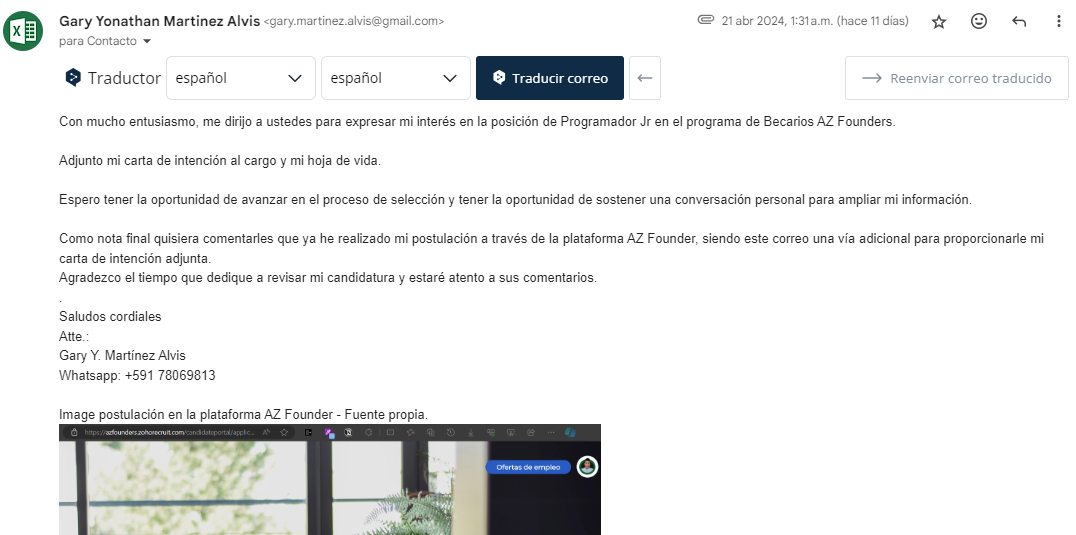 Gary Yonathan Martinez Alvis <gary.martinez.alvis@gmail.com>
21 abr 2024, 1:31 a.m. (hace 11 días)
para Contacto
Traductor
español
español
Traducir correo
Reenviar correo traducido
Con mucho entusiasmo, me dirijo a ustedes para expresar mi interés en la posición de Programador Jr en el programa de Becarios AZ Founders.
Adjunto mi carta de intención al cargo y mi hoja de vida.
Espero tener la oportunidad de avanzar en el proceso de selección y tener la oportunidad de sostener una conversación personal para ampliar mi información.
Como nota final quisiera comentarles que ya he realizado mi postulación a través de la plataforma AZ Founder, siendo este correo una vía adicional para proporcionarle mi
carta de intención adjunta.
Agradezco el tiempo que dedique a revisar mi candidatura y estaré atento a sus comentarios.
.
Saludos cordiales
Atte.:
Gary Y. Martínez Alvis
Whatsapp: +591 78069813
Image postulación en la plataforma AZ Founder - Fuente propia.
https://azfounders.zohorecruit.com/candidateportal/applic...
Ofertas de empleo